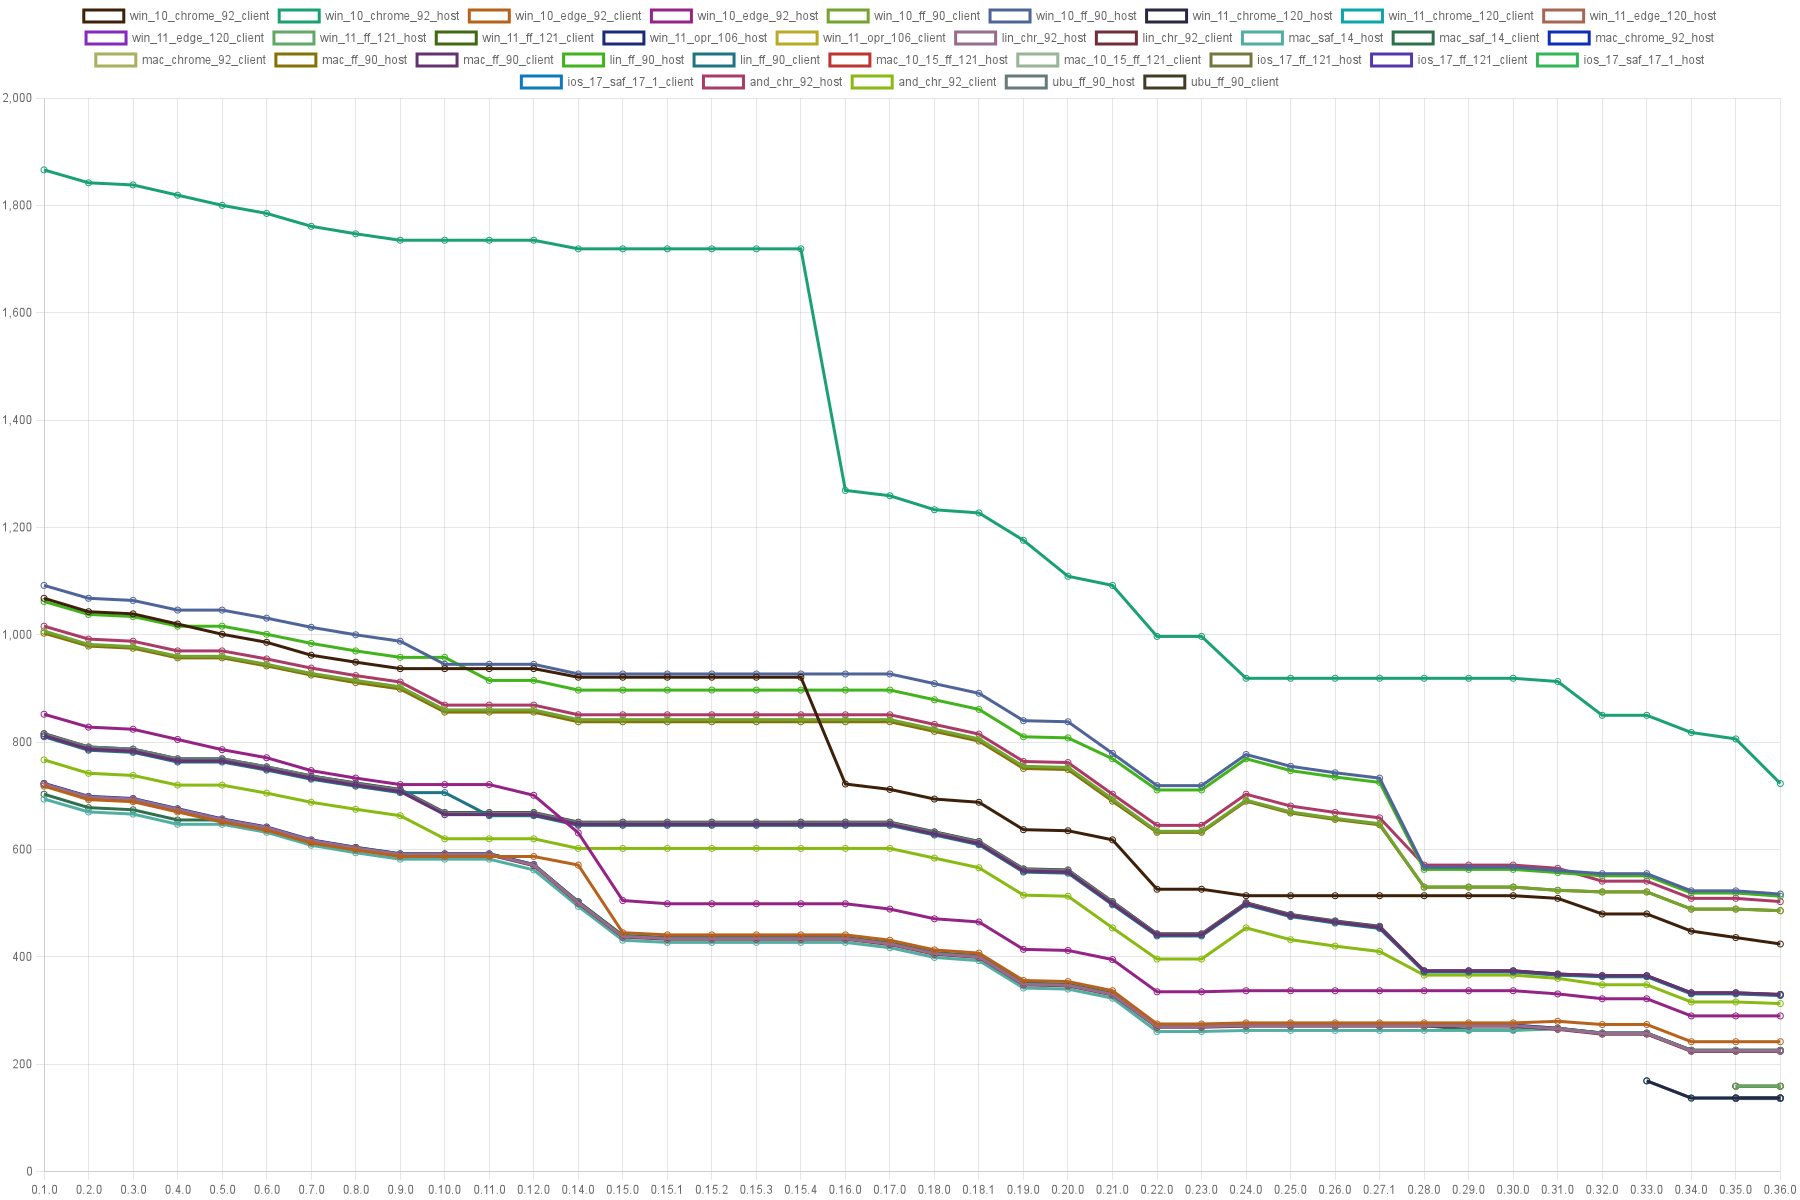 win_10_chrome_92_client win_10_chrome_92_host win_10_edge_92_client win_10_edge_92_host win_10_ff_90_client win_10_ff_90_host win_11_chrome_120_host win_11_chrome_120_client win_11_edge_120_host
win_11_edge_120_client win_11_ff_121_host win_11_ff_121_client win_11_opr_106_host win_11_opr_106_client lin_chr_92_host lin_chr_92_client mac_saf_14_host mac_saf_14_client mac_chrome_92_host
mac_chrome_92_client mac_ff_90_host mac_ff_90_client lin_ff_90_host lin_ff_90_client mac_10_15_ff_121_host mac_10_15_ff_121_client ios_17_ff_121_host ios_17_ff_121_client ios_17_saf_17_1_host
ios_17_saf_17_1_client and_chr_92_host and_chr_92_client ubu_ff_90_host ubu_ff_90_client
2,000
1,800
1,600
1,400
1,200
1,000
800
600
400
200
0
0.1.0 0.2.0 0.3.0 0.4.0 0.5.0 0.6.0 0.7.0 0.8.0 0.9.0 0.10.0 0.11.0 0.12.0 0.14.0 0.15.0 0.15.1 0.15.2 0.15.3 0.15.4 0.16.0 0.17.0 0.18.0 0.18.1 0.19.0 0.20.0 0.21.0 0.22.0 0.23.0 0.24.0 0.25.0 0.26.0 0.27.1 0.28.0 0.29.0 0.30.0 0.31.0 0.32.0 0.33.0 0.34.0 0.35.0 0.36.0